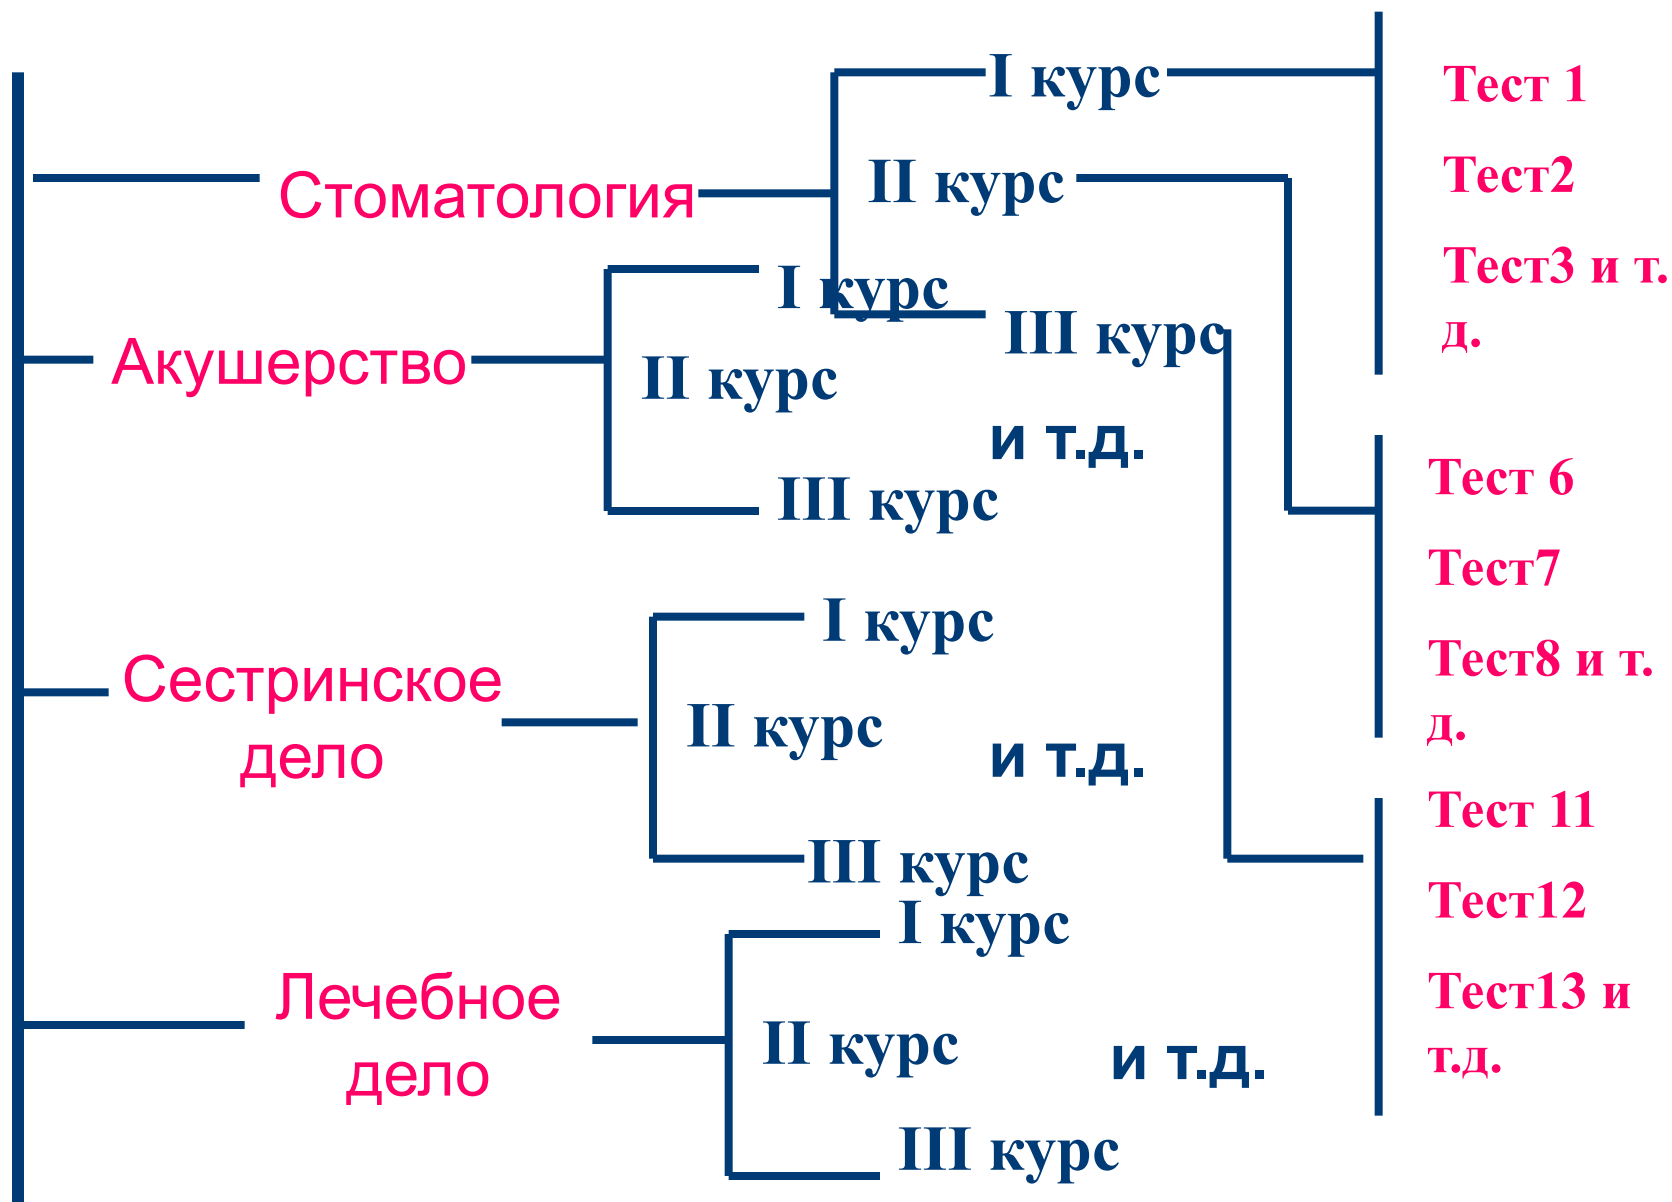 Стоматология
I курс
II курс
III курс
Тест 1
Тест2
Тест3 и т.
д.
Тест 6
Тест7
Тест8 и т.
д.
Тест 11
Тест12
Тест13 и
т.д.
Акушерство
I курс
II курс
III курс
и т.д.
Сестринское
дело
I курс
II курс
III курс
и т.д.
Лечебное
дело
I курс
II курс
III курс
и т.д.